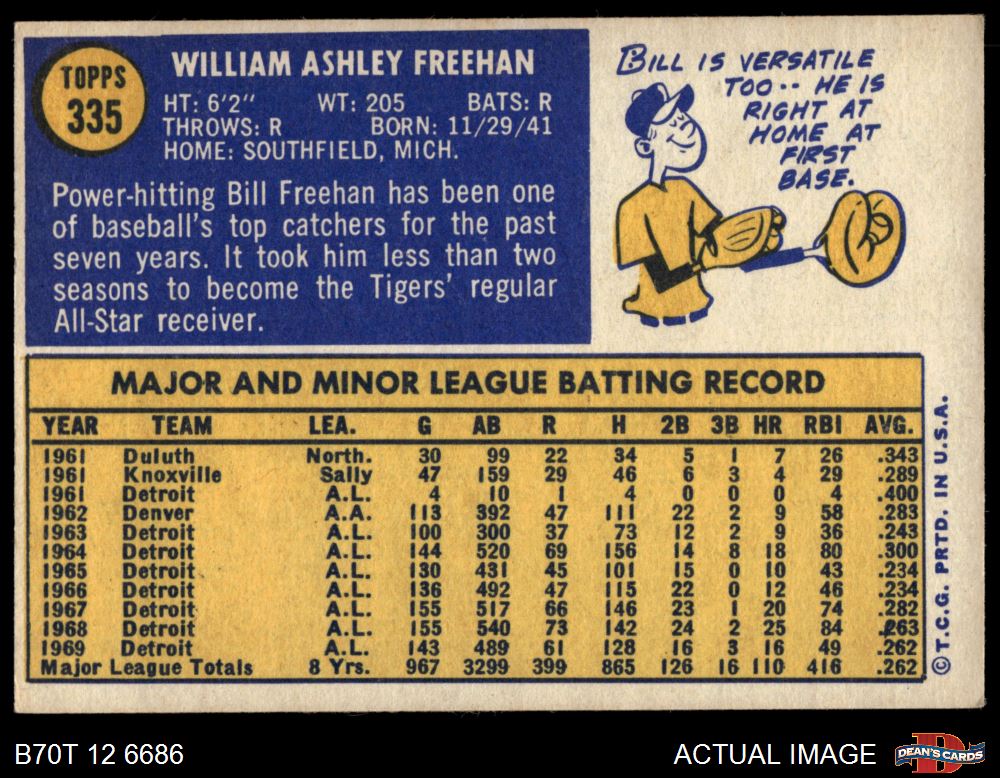 TOPPS
335
WILLIAM ASHLEY FREEHAN
HT: 6'2" WT: 205 BATS: R
THROWS: R BORN: 11/29/41
HOME: SOUTHFIELD, MICH.
Power-hitting Bill Freehan has been one
of baseball's top catchers for the past
seven years. It took him less than two
seasons to become the Tigers' regular
All-Star receiver.
BILL IS VERSATILE
TOO.. HE IS
RIGHT AT
HOME AT
FIRST
BASE.
MAJOR AND MINOR LEAGUE BATTING RECORD
YEAR TEAM LEA. G AB R H 2B 3B HR RBI AVG.
1961 Duluth North. 30 99 22 34 5 1 7 26 .343
1961 Knoxville Sally 47 159 29 46 6 3 4 29 .289
1961 Detroit A.L. 4 10 1 4 0 0 0 4 .400
1962 Denver A.A. 113 392 47 111 22 2 9 58 .283
1963 Detroit A.L. 100 300 37 73 12 2 9 36 .243
1964 Detroit A.L. 144 520 69 156 14 8 18 80 .300
1965 Detroit A.L. 130 431 45 101 15 0 10 43 .234
1966 Detroit A.L. 136 492 47 115 22 0 12 46 .234
1967 Detroit A.L. 155 517 66 146 23 1 20 74 .282
1968 Detroit A.L. 155 540 73 142 24 2 25 84 .263
1969 Detroit A.L. 143 489 61 128 16 3 16 49 .262
Major League Totals 8 Yrs. 967 3299 399 865 126 16 110 416 .262
© T.C.G. PRTD. IN U.S.A.
B70T 12 6686
ACTUAL IMAGE
DEAN'S CARDS